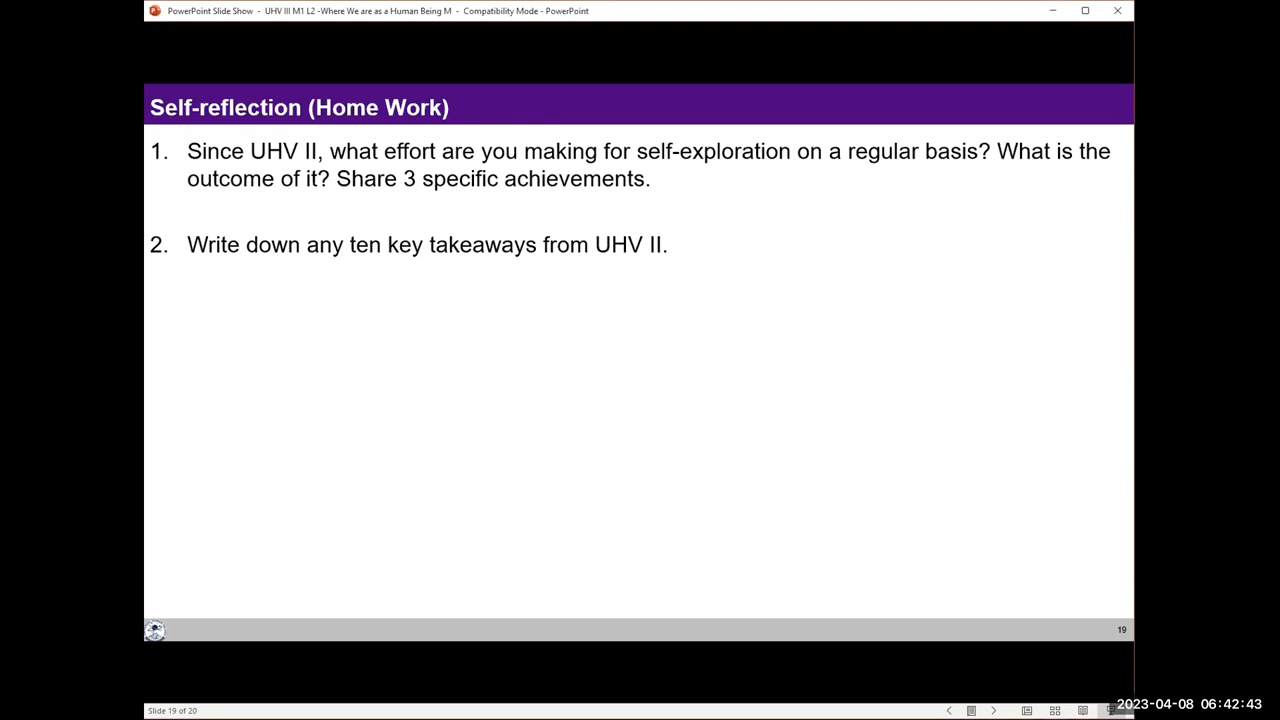 PowerPoint Slide Show - UHV III M1 L2 -Where We are as a Human Being M - Compatibility Mode - PowerPoint
Self-reflection (Home Work)
1. Since UHV II, what effort are you making for self-exploration on a regular basis? What is the
outcome of it? Share 3 specific achievements.
2. Write down any ten key takeaways from UHV II.
19
Slide 19 of 20
2023-04-08 06:42:43